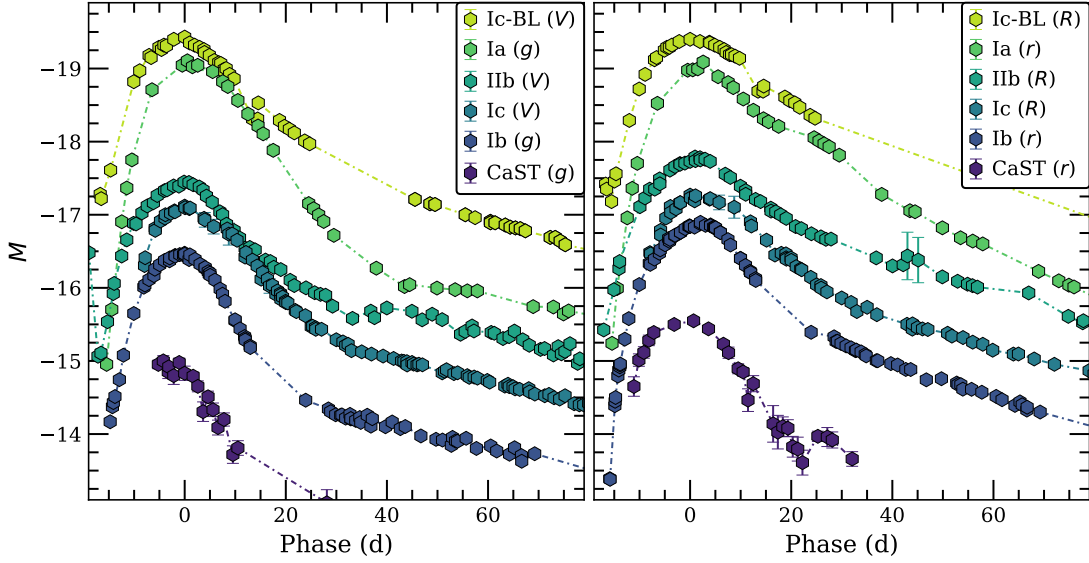 Ic-BL (V)
Ia (g)
IIb (V)
Ic (V)
Ib (g)
CaST (g)
Ic-BL (R)
Ia (r)
IIb (R)
Ic (R)
Ib (r)
CaST (r)
M
−19
−18
−17
−16
−15
−14
0 20 40 60
0 20 40 60
Phase (d)
Phase (d)